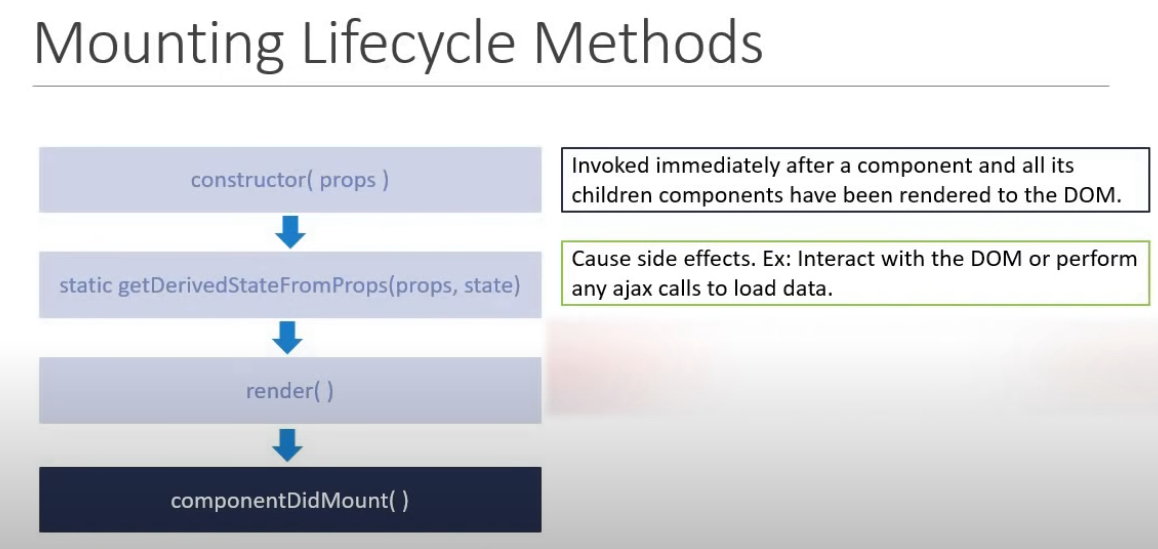 Mounting Lifecycle Methods
constructor( props )
static getDerivedStateFromProps(props, state)
render( )
componentDidMount( )
Invoked immediately after a component and all its
children components have been rendered to the DOM.
Cause side effects. Ex: Interact with the DOM or perform
any ajax calls to load data.